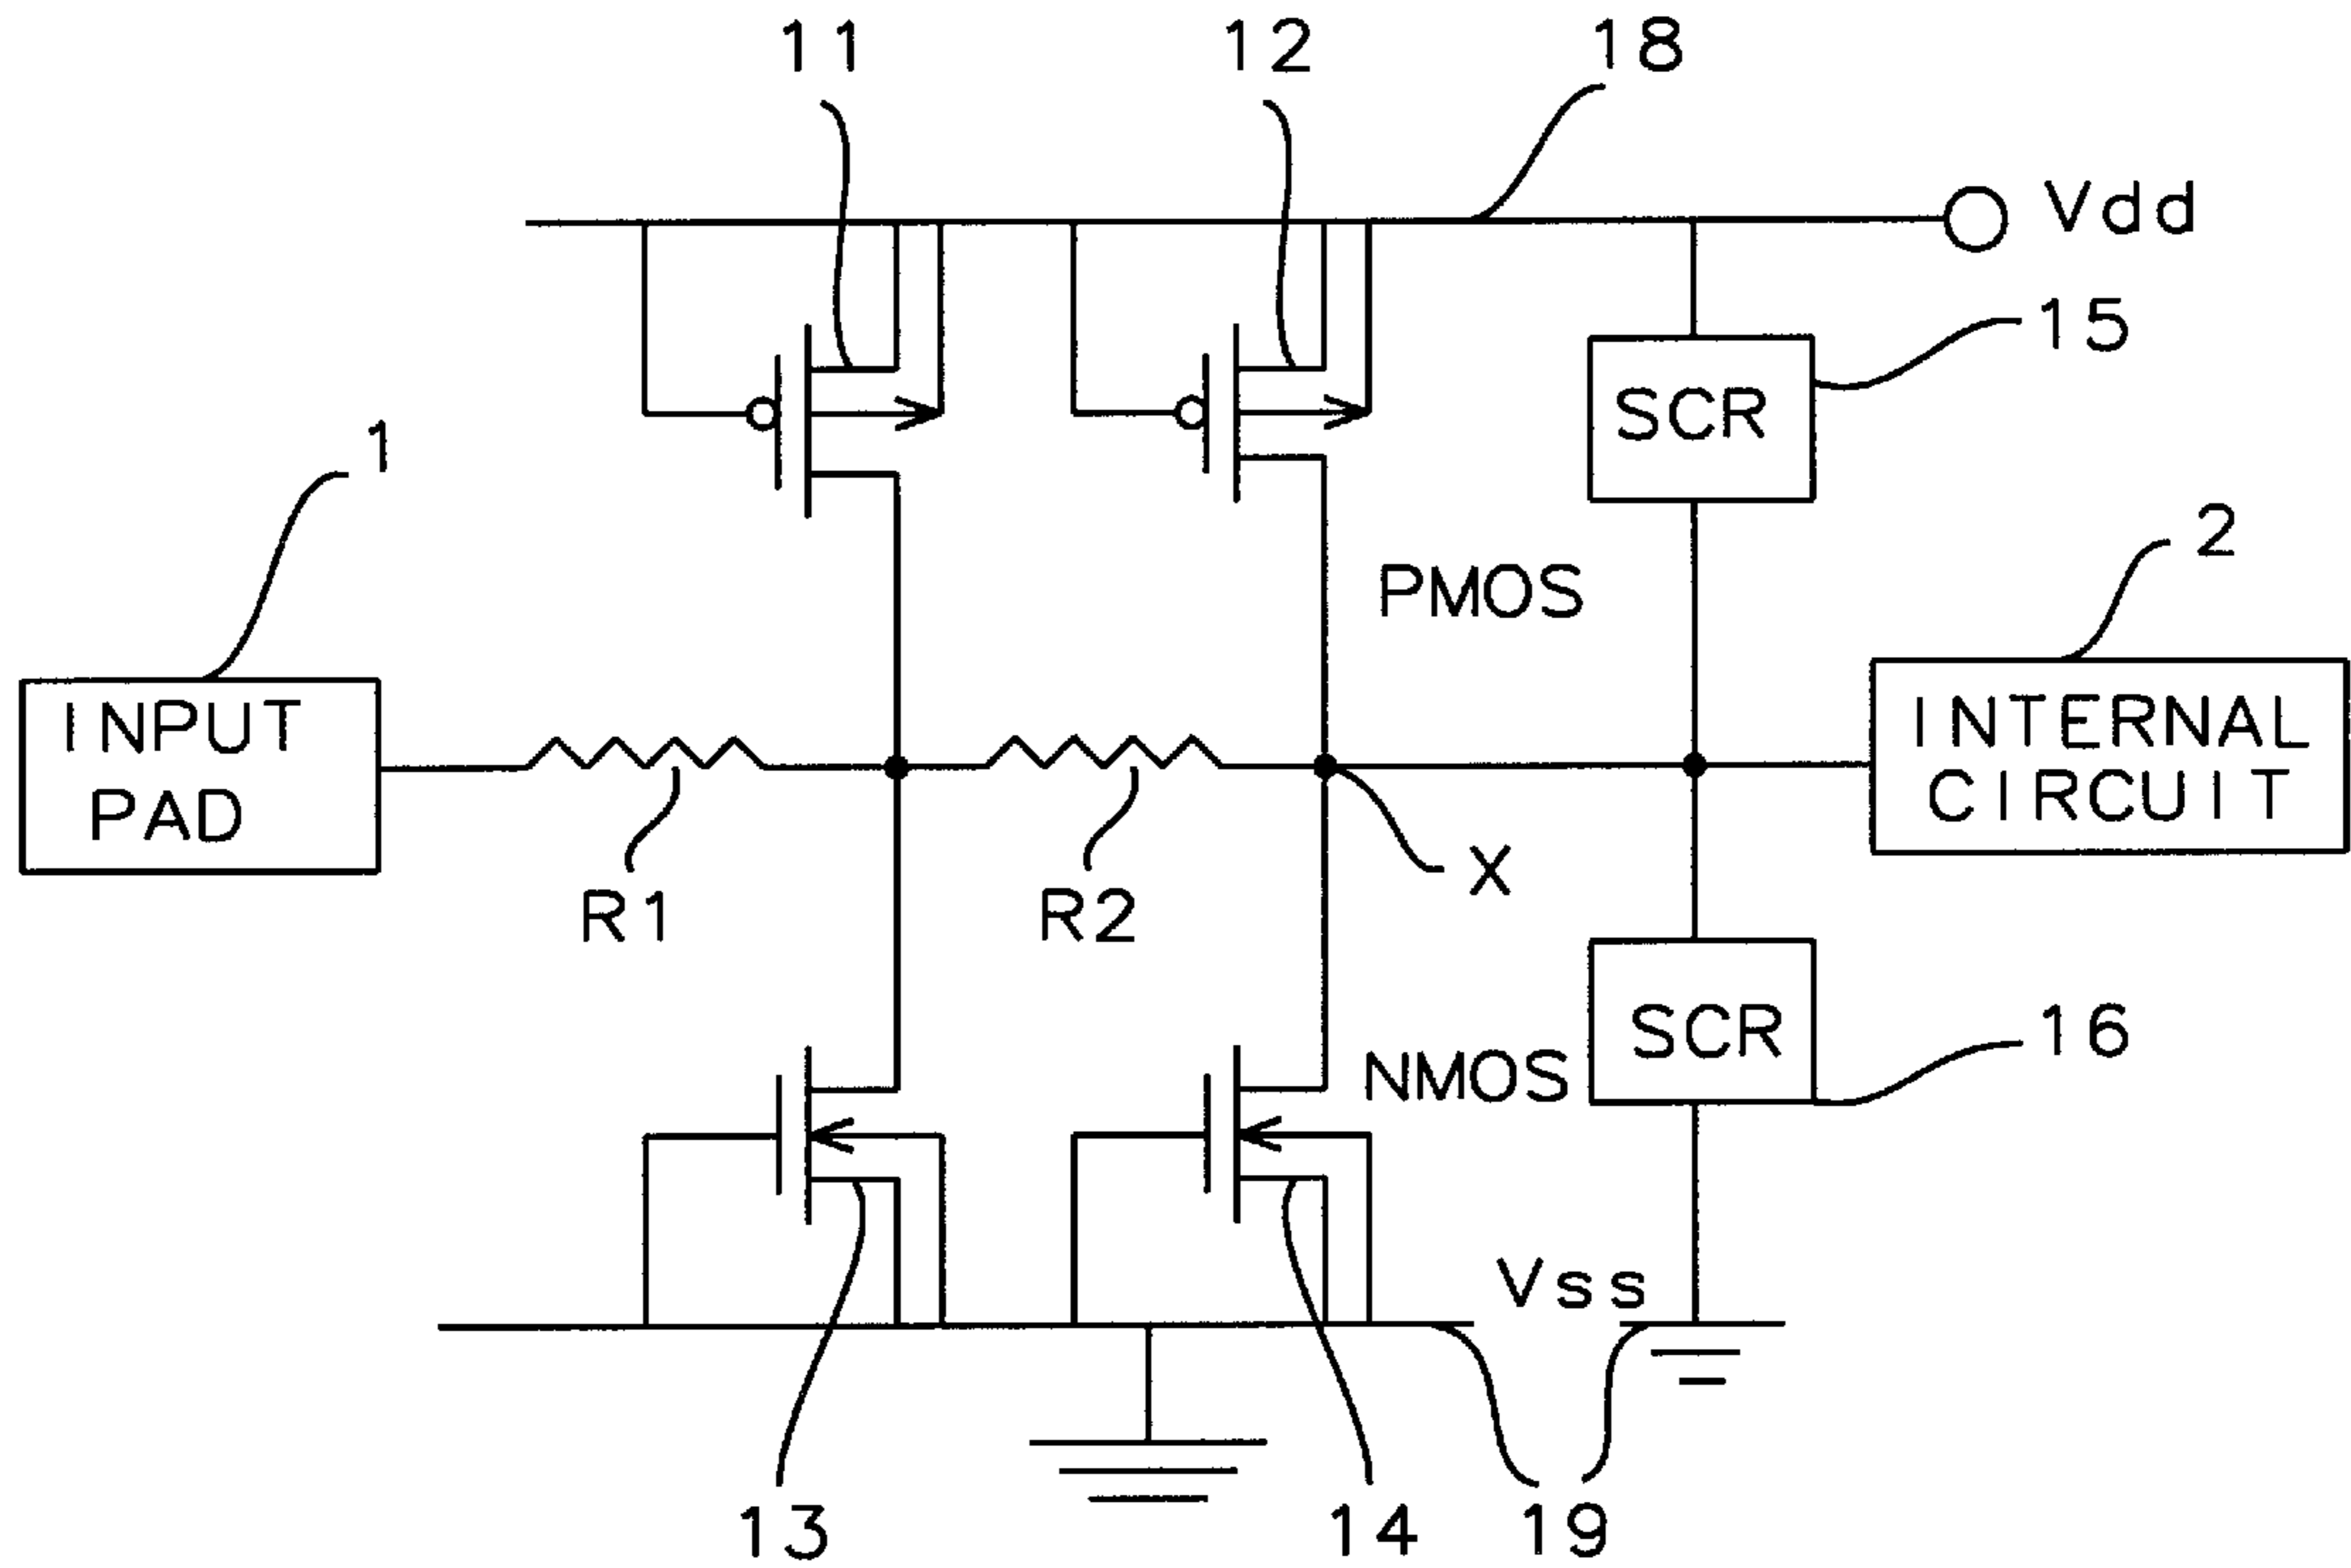 11
12
18
Vdd
15
SCR
1
2
PMOS
INPUT
PAD
INTERNAL
CIRCUIT
X
R1
R2
SCR
16
NMOS
Vss
13
14
19